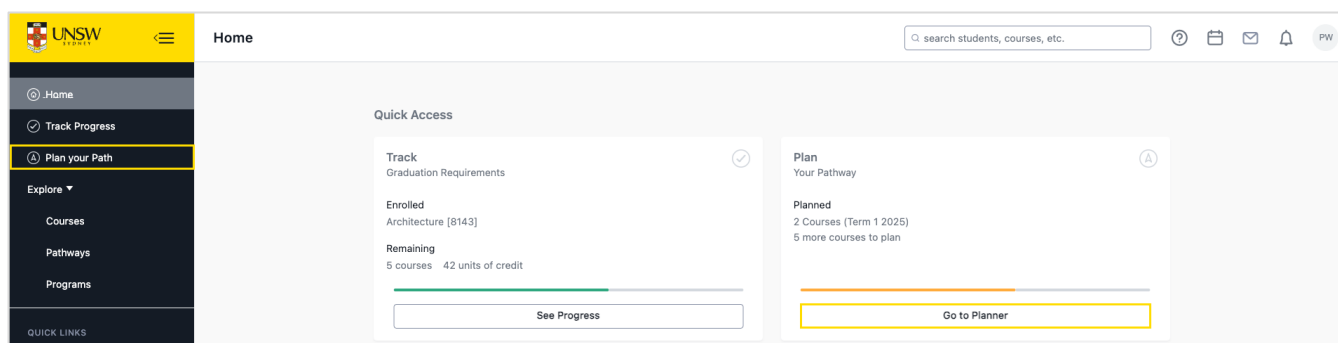 UNSW
SYDNEY
Home
search students, courses, etc.
PW
Home
Track Progress
Plan your Path
Explore
Courses
Pathways
Programs
QUICK LINKS
Quick Access
Track
Graduation Requirements
Enrolled
Architecture [8143]
Remaining
5 courses 42 units of credit
See Progress
Plan
Your Pathway
Planned
2 Courses (Term 1 2025)
5 more courses to plan
Go to Planner